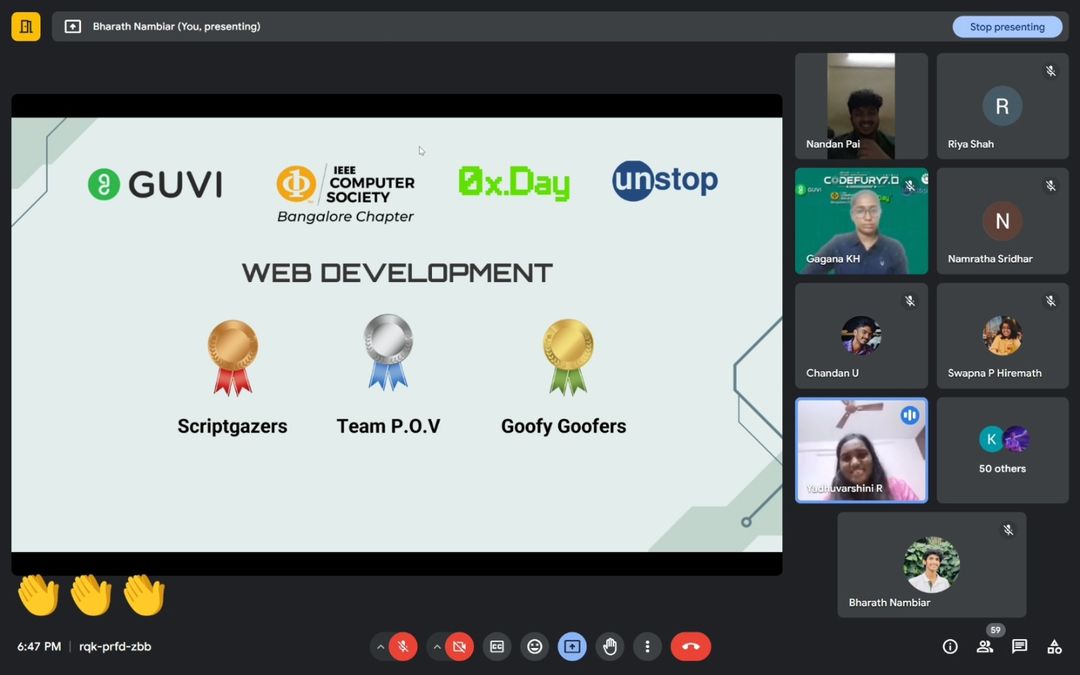 Bharath Nambiar (You, presenting)
Stop presenting
GUVI
IEEE
COMPUTER
SOCIETY
Bangalore Chapter
0x.Day
unstop
WEB DEVELOPMENT
Scriptgazers
Team P.O.V
Goofy Goofers
Nandan Pai
R
Riya Shah
GUVI
CODEFURY7.0
Gagana KH
N
Namratha Sridhar
Chandan U
Swapna P Hiremath
Yadhuvarshini R
K
50 others
Bharath Nambiar
6:47 PM | rqk-prfd-zbb
CC
59